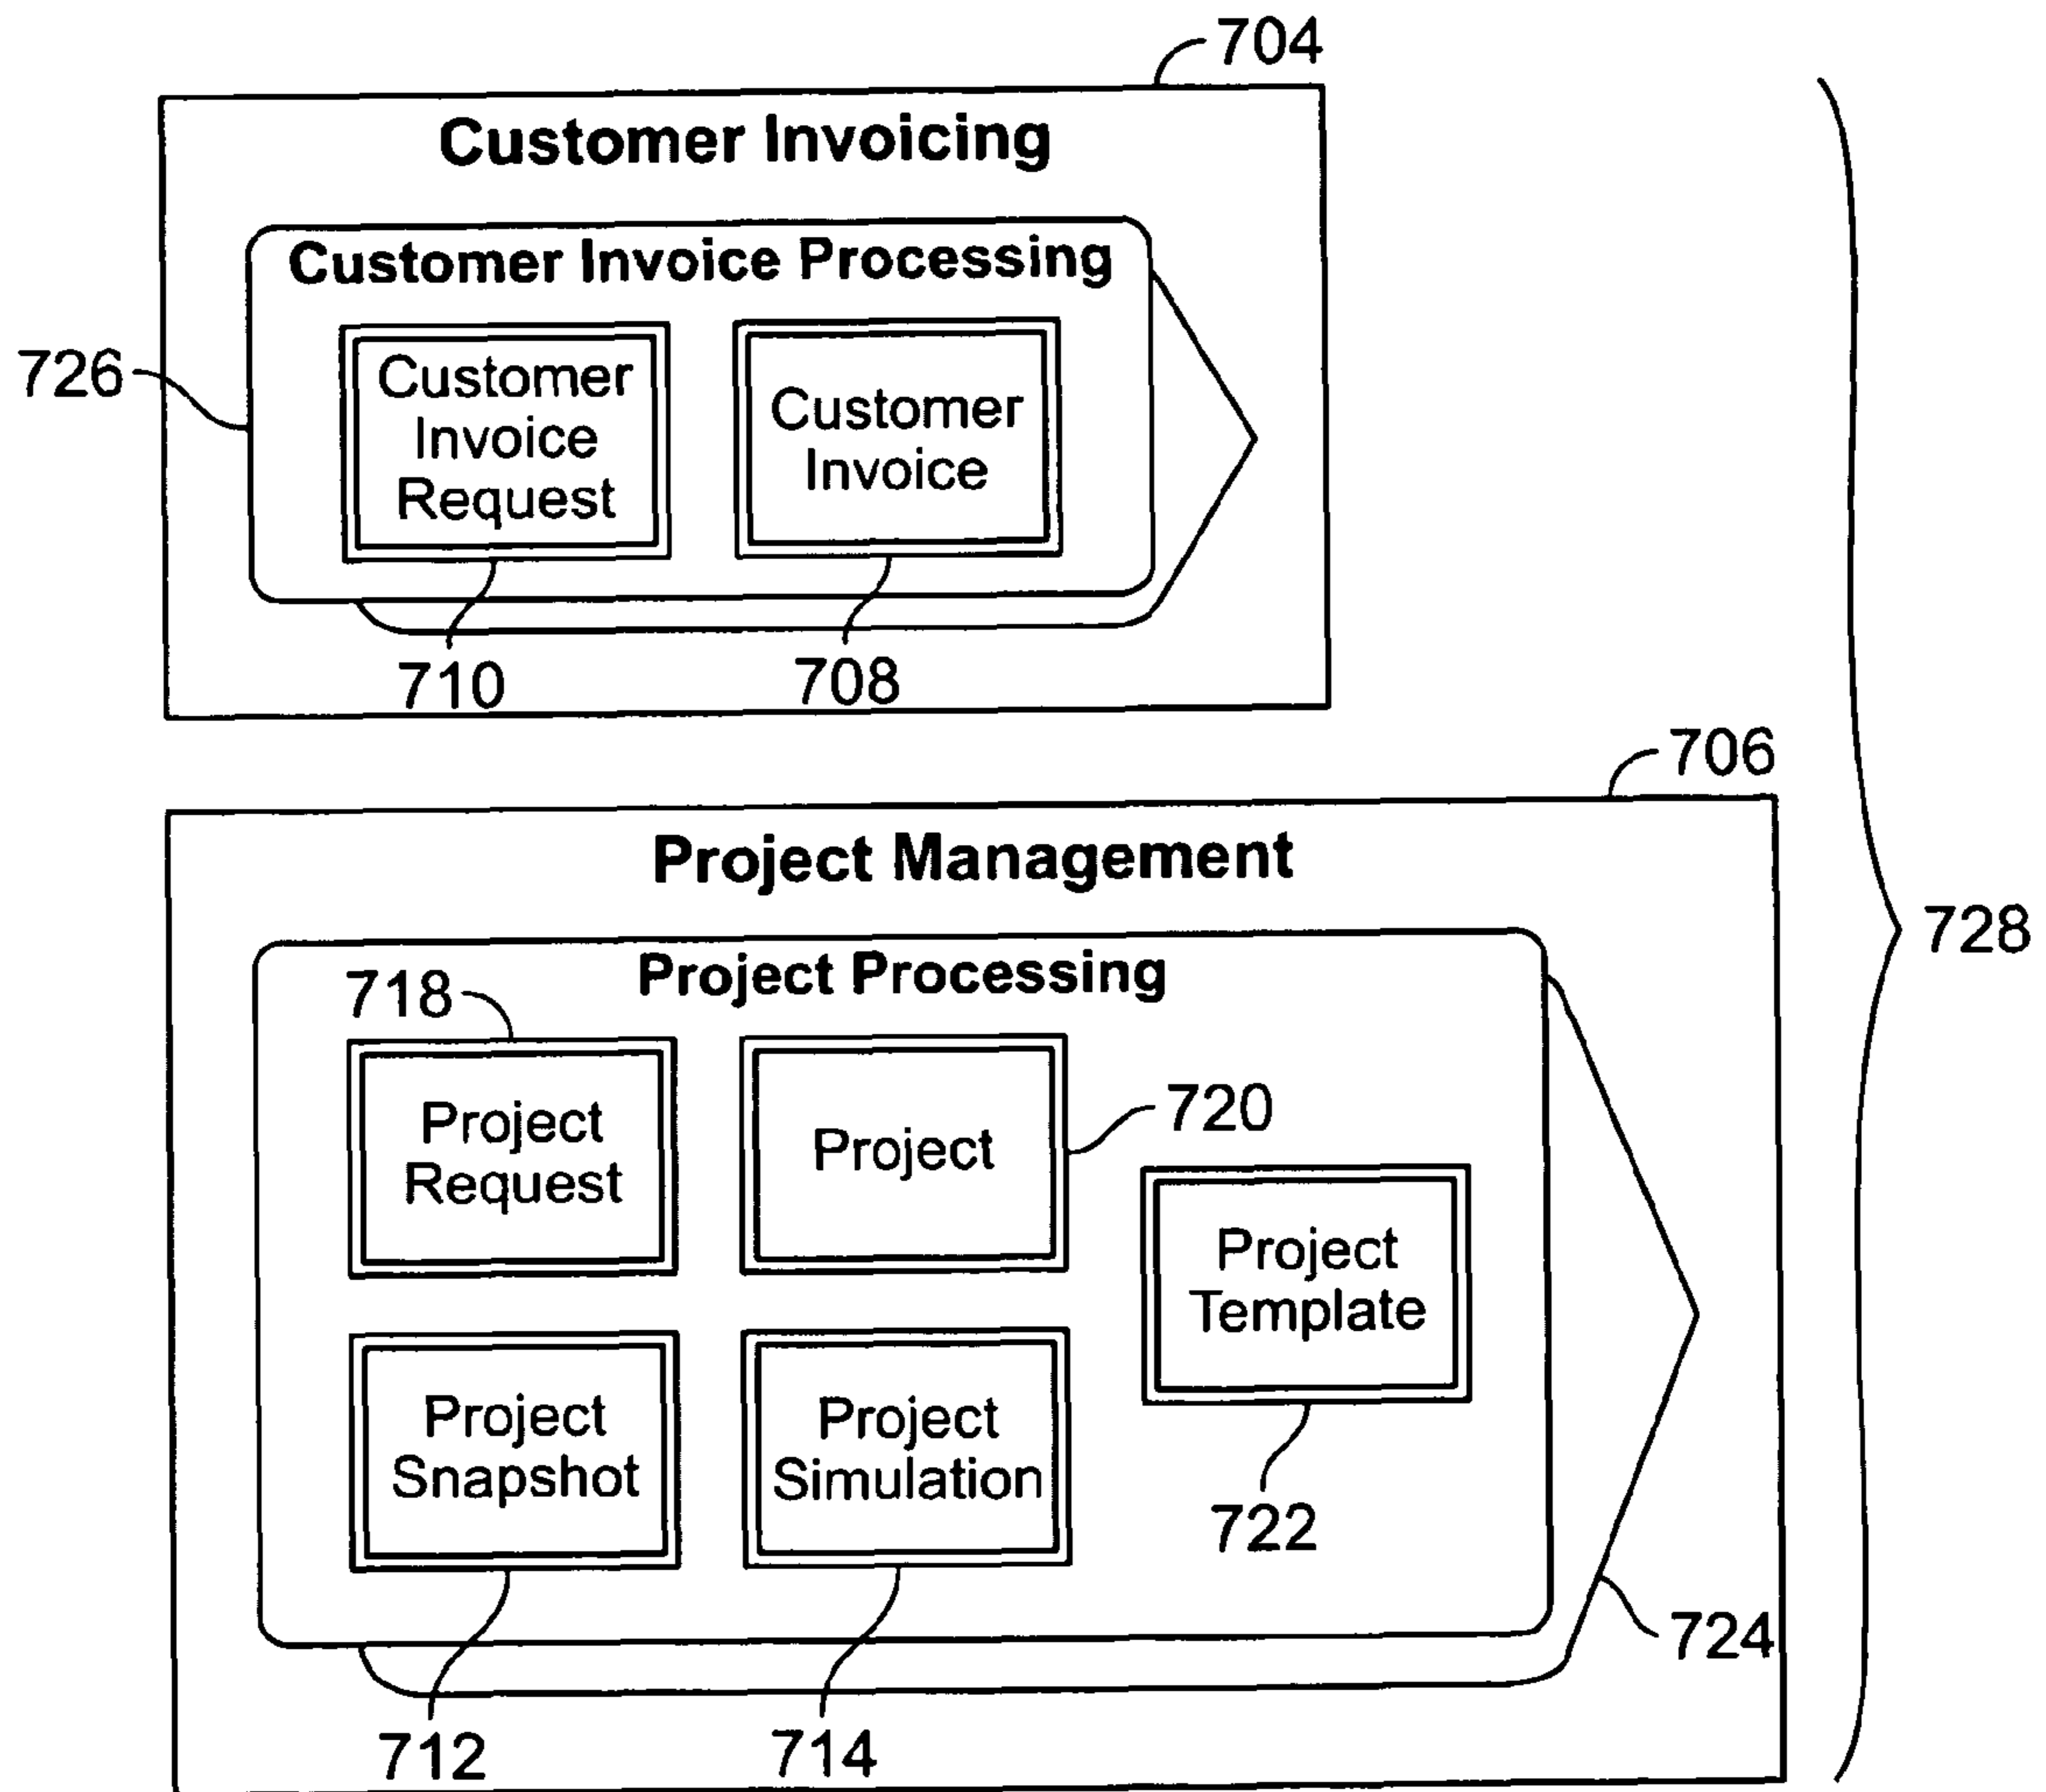 704
Customer Invoicing
Customer Invoice Processing
726
Customer
Invoice
Request
Customer
Invoice
710
708
706
Project Management
728
Project Processing
718
Project
Request
Project
720
Project
Template
Project
Snapshot
Project
Simulation
722
724
712
714